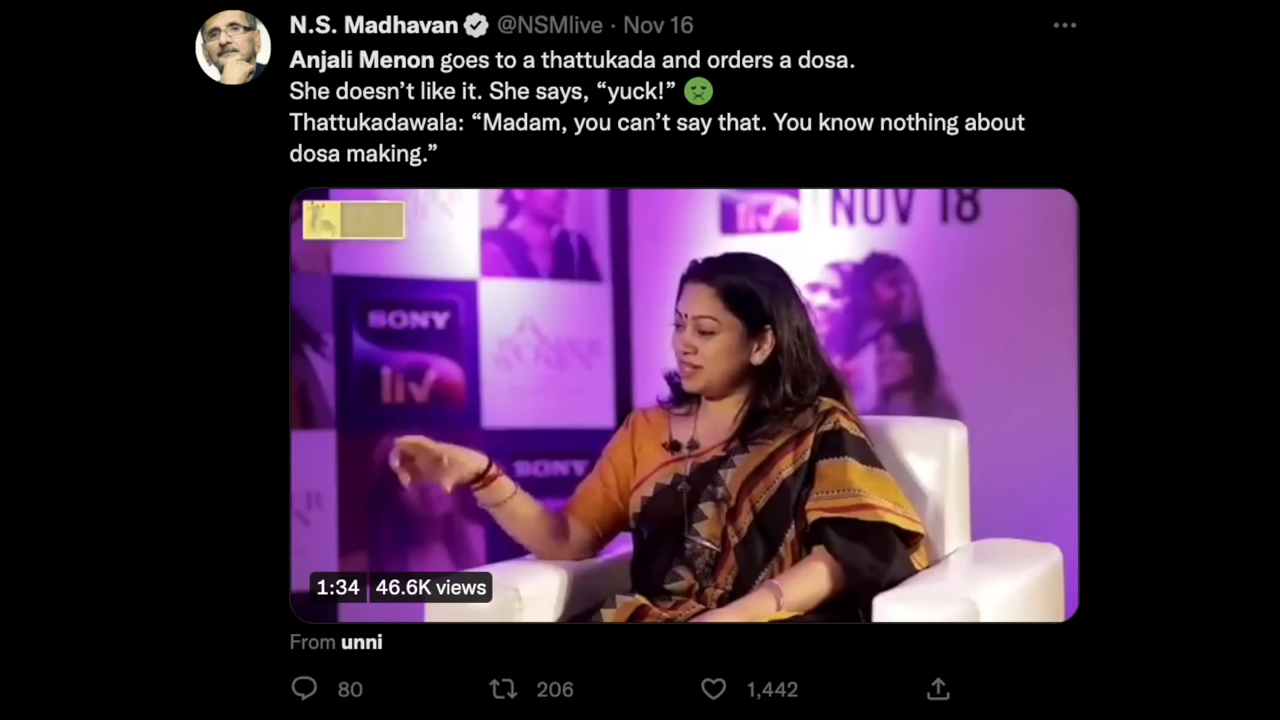 N.S. Madhavan @NSMlive · Nov 16
Anjali Menon goes to a thattukada and orders a dosa.
She doesn't like it. She says, “yuck!” 🤢
Thattukadawala: “Madam, you can't say that. You know nothing about
dosa making.”
liv
NOV 18
SONY
liv
SONY
1:34 46.6K views
From unni
80 206 1,442